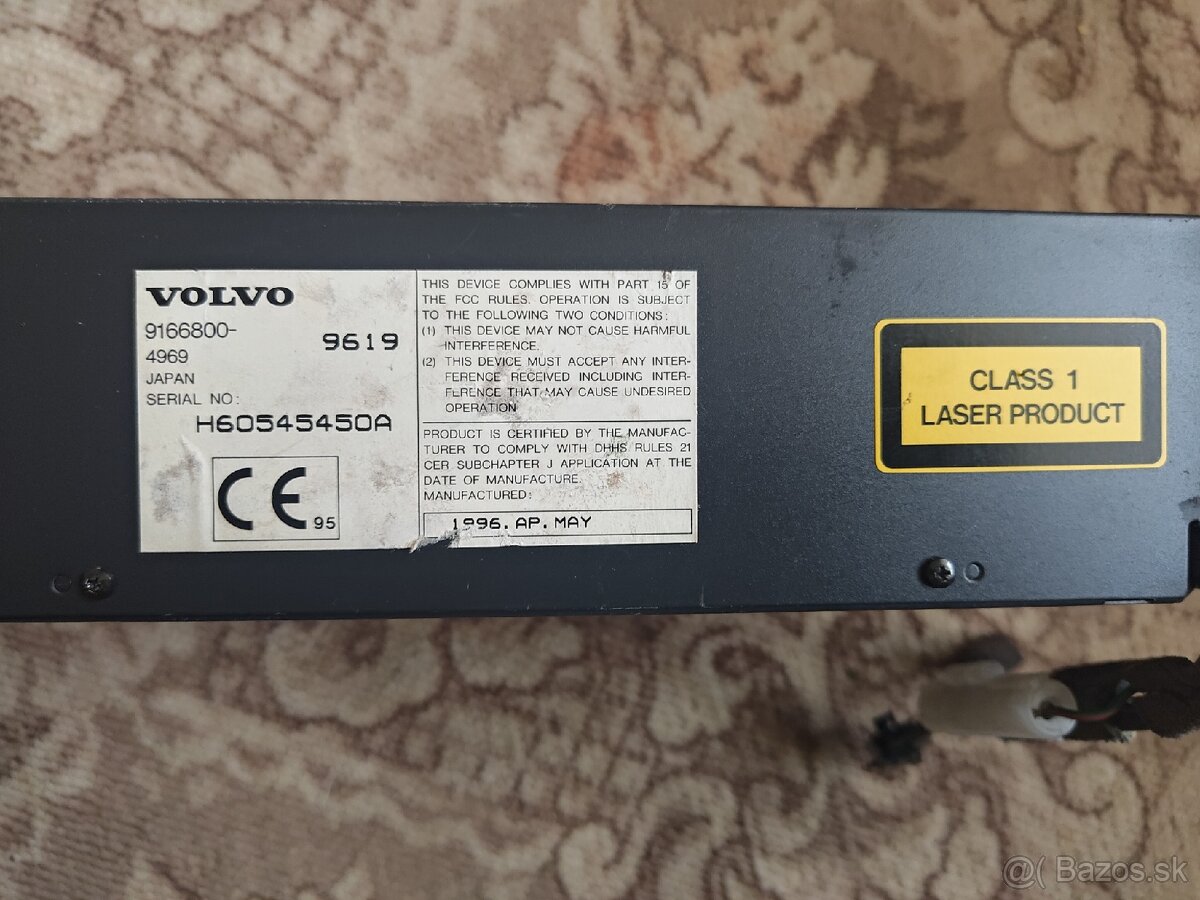 VOLVO
9166800-
9619
4969
JAPAN
SERIAL NO:
H60545450A
CE 95
THIS DEVICE COMPLIES WITH PART 15 OF
THE FCC RULES. OPERATION IS SUBJECT
TO THE FOLLOWING TWO CONDITIONS:
(1) THIS DEVICE MAY NOT CAUSE HARMFUL
INTERFERENCE.
(2) THIS DEVICE MUST ACCEPT ANY INTER-
FERENCE RECEIVED INCLUDING INTER-
FERENCE THAT MAY CAUSE UNDESIRED
OPERATION
PRODUCT IS CERTIFIED BY THE MANUFAC-
TURER TO COMPLY WITH DHHS RULES 21
CER SUBCHAPTER J APPLICATION AT THE
DATE OF MANUFACTURE.
MANUFACTURED:
1996. AP. MAY
CLASS 1
LASER PRODUCT
Bazos.sk